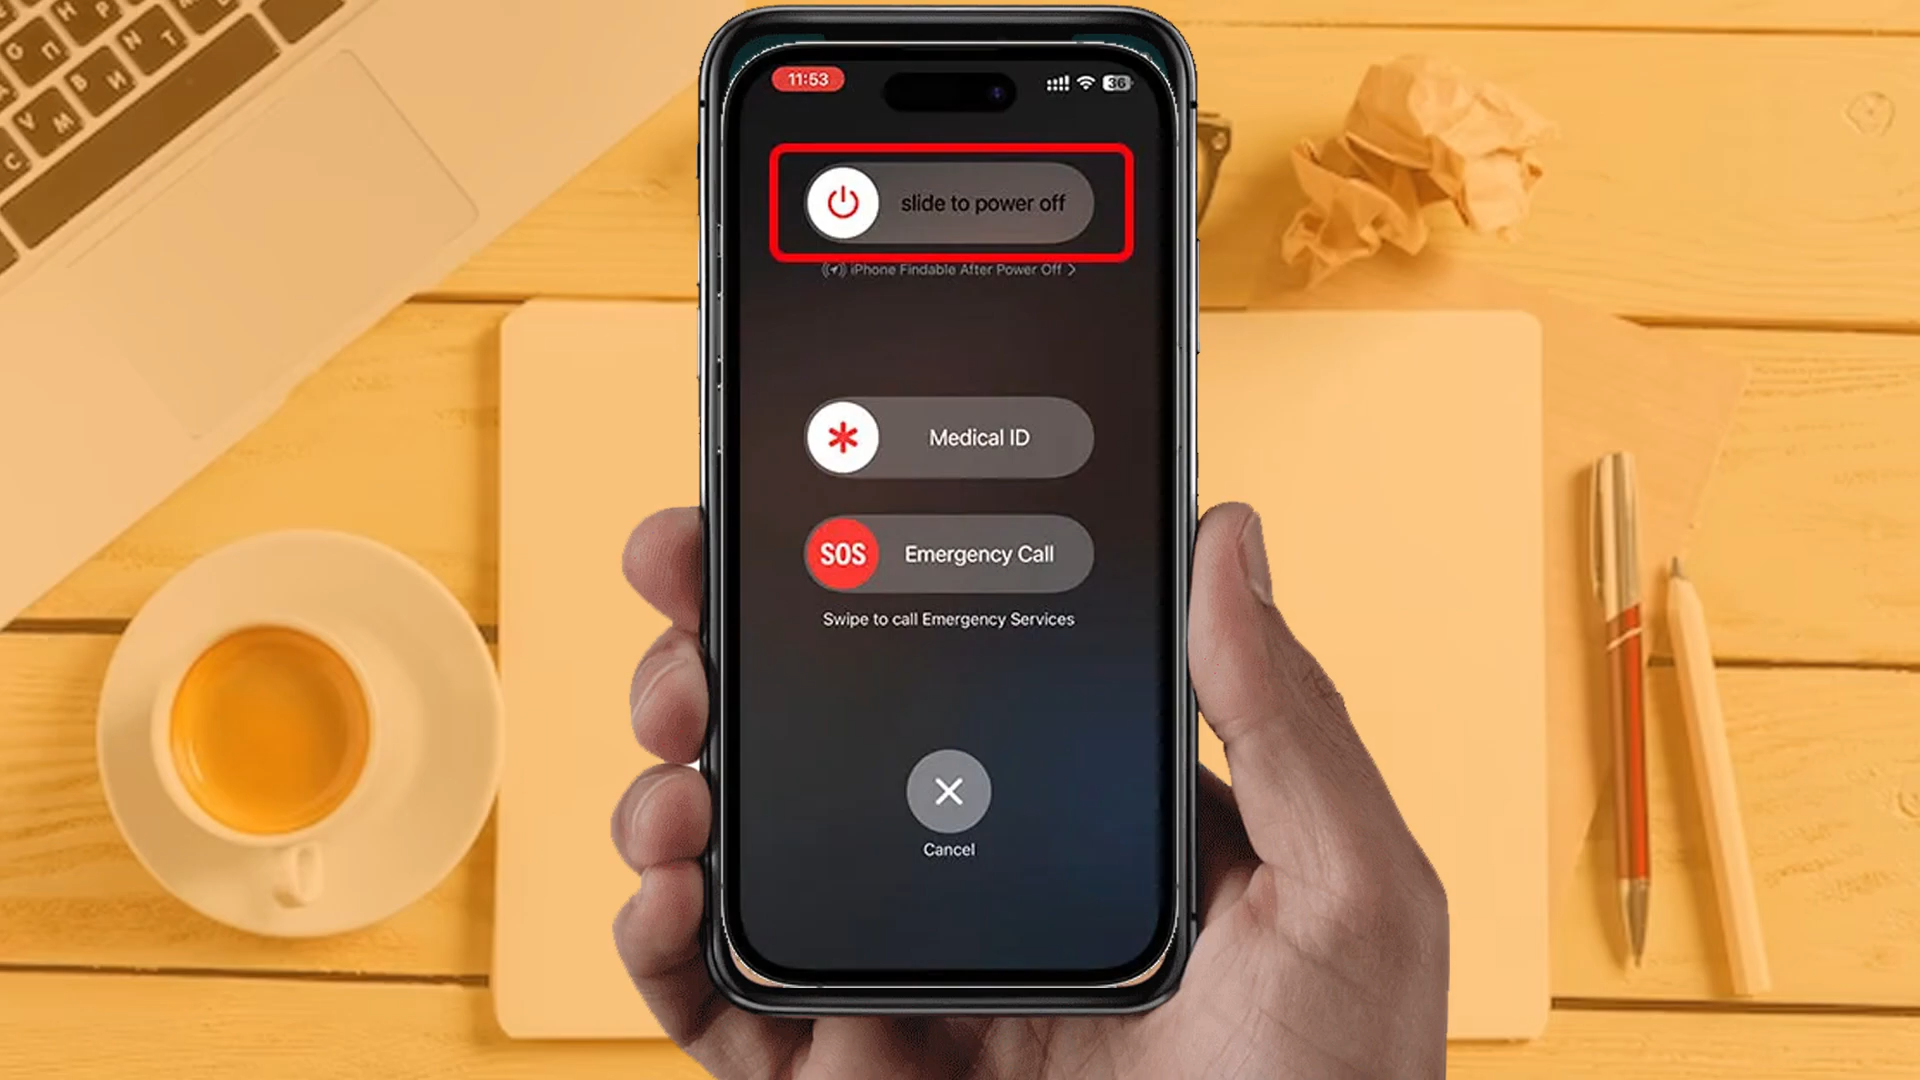 11:53
36
slide to power off
iPhone Findable After Power Off
Medical ID
SOS
Emergency Call
Swipe to call Emergency Services
Cancel